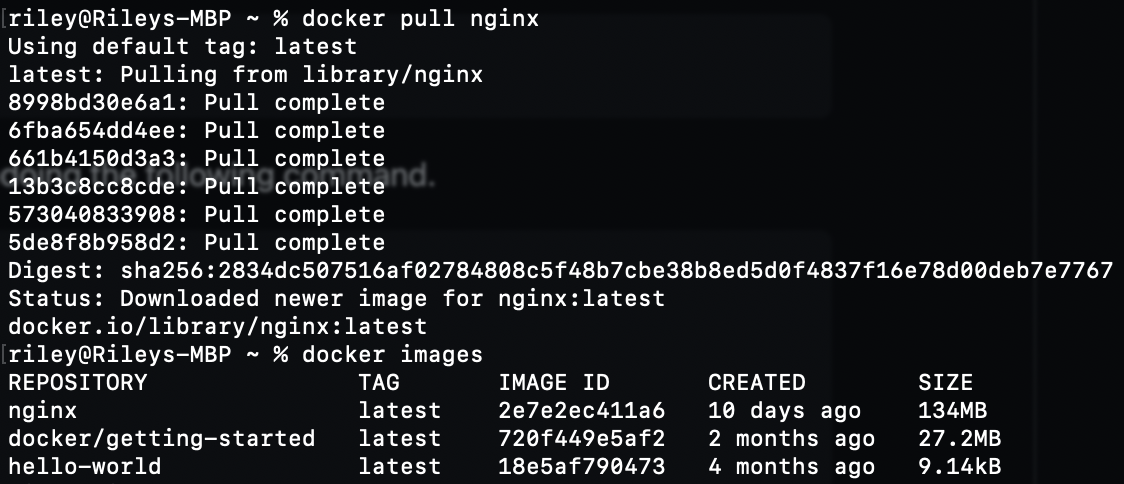 [riley@Rileys-MBP ~ % docker pull nginx
Using default tag: latest
latest: Pulling from library/nginx
8998bd30e6a1: Pull complete
6fba654dd4ee: Pull complete
661b4150d3a3: Pull complete
the following command.
13b3c8cc8cde: Pull complete
573040833908: Pull complete
5de8f8b958d2: Pull complete
Digest: sha256:2834dc507516af02784808c5f48b7cbe38b8ed5d0f4837f16e78d00deb7e7767
Status: Downloaded newer image for nginx:latest
docker.io/library/nginx:latest
[riley@Rileys-MBP ~ % docker images
REPOSITORY TAG IMAGE ID CREATED SIZE
nginx latest 2e7e2ec411a6 10 days ago 134MB
docker/getting-started latest 720f449e5af2 2 months ago 27.2MB
hello-world latest 18e5af790473 4 months ago 9.14kB